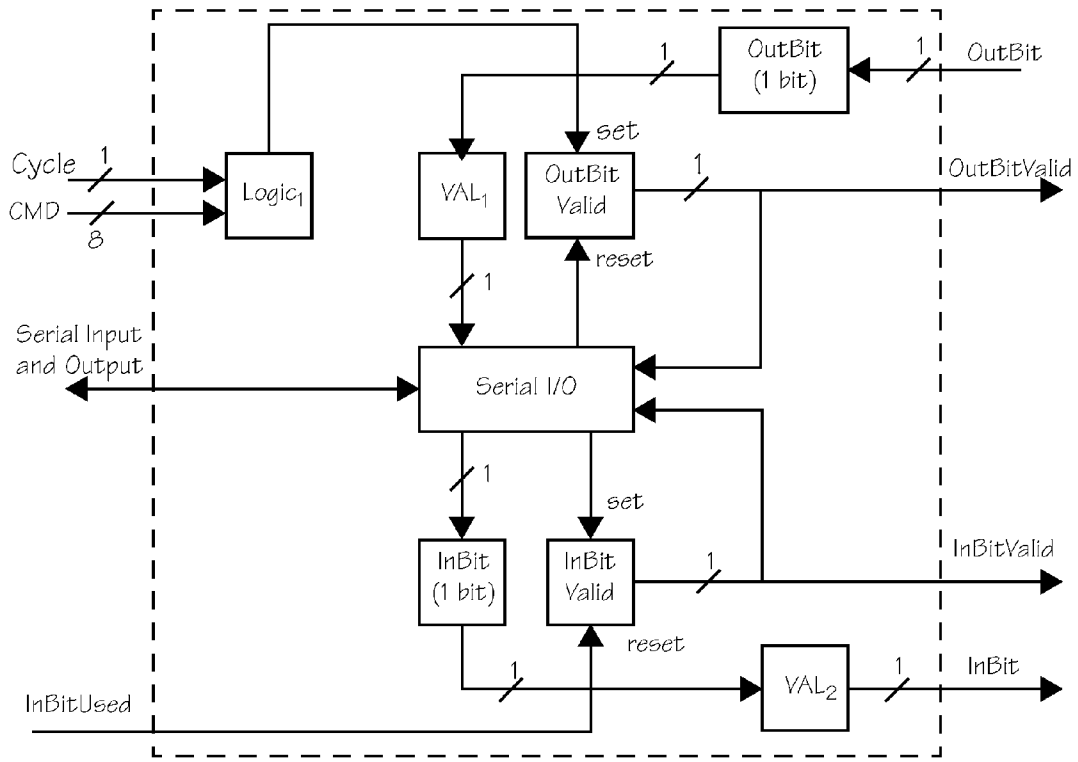 OutBit
(1 bit)
1
1
OutBit
set
Cycle
1
CMD
8
Logic1
VAL1
OutBit
Valid
1
OutBitValid
reset
1
Serial Input
and Output
Serial I/O
1
set
InBit
(1 bit)
InBit
Valid
1
InBitValid
reset
1
VAL2
1
InBit
InBitUsed